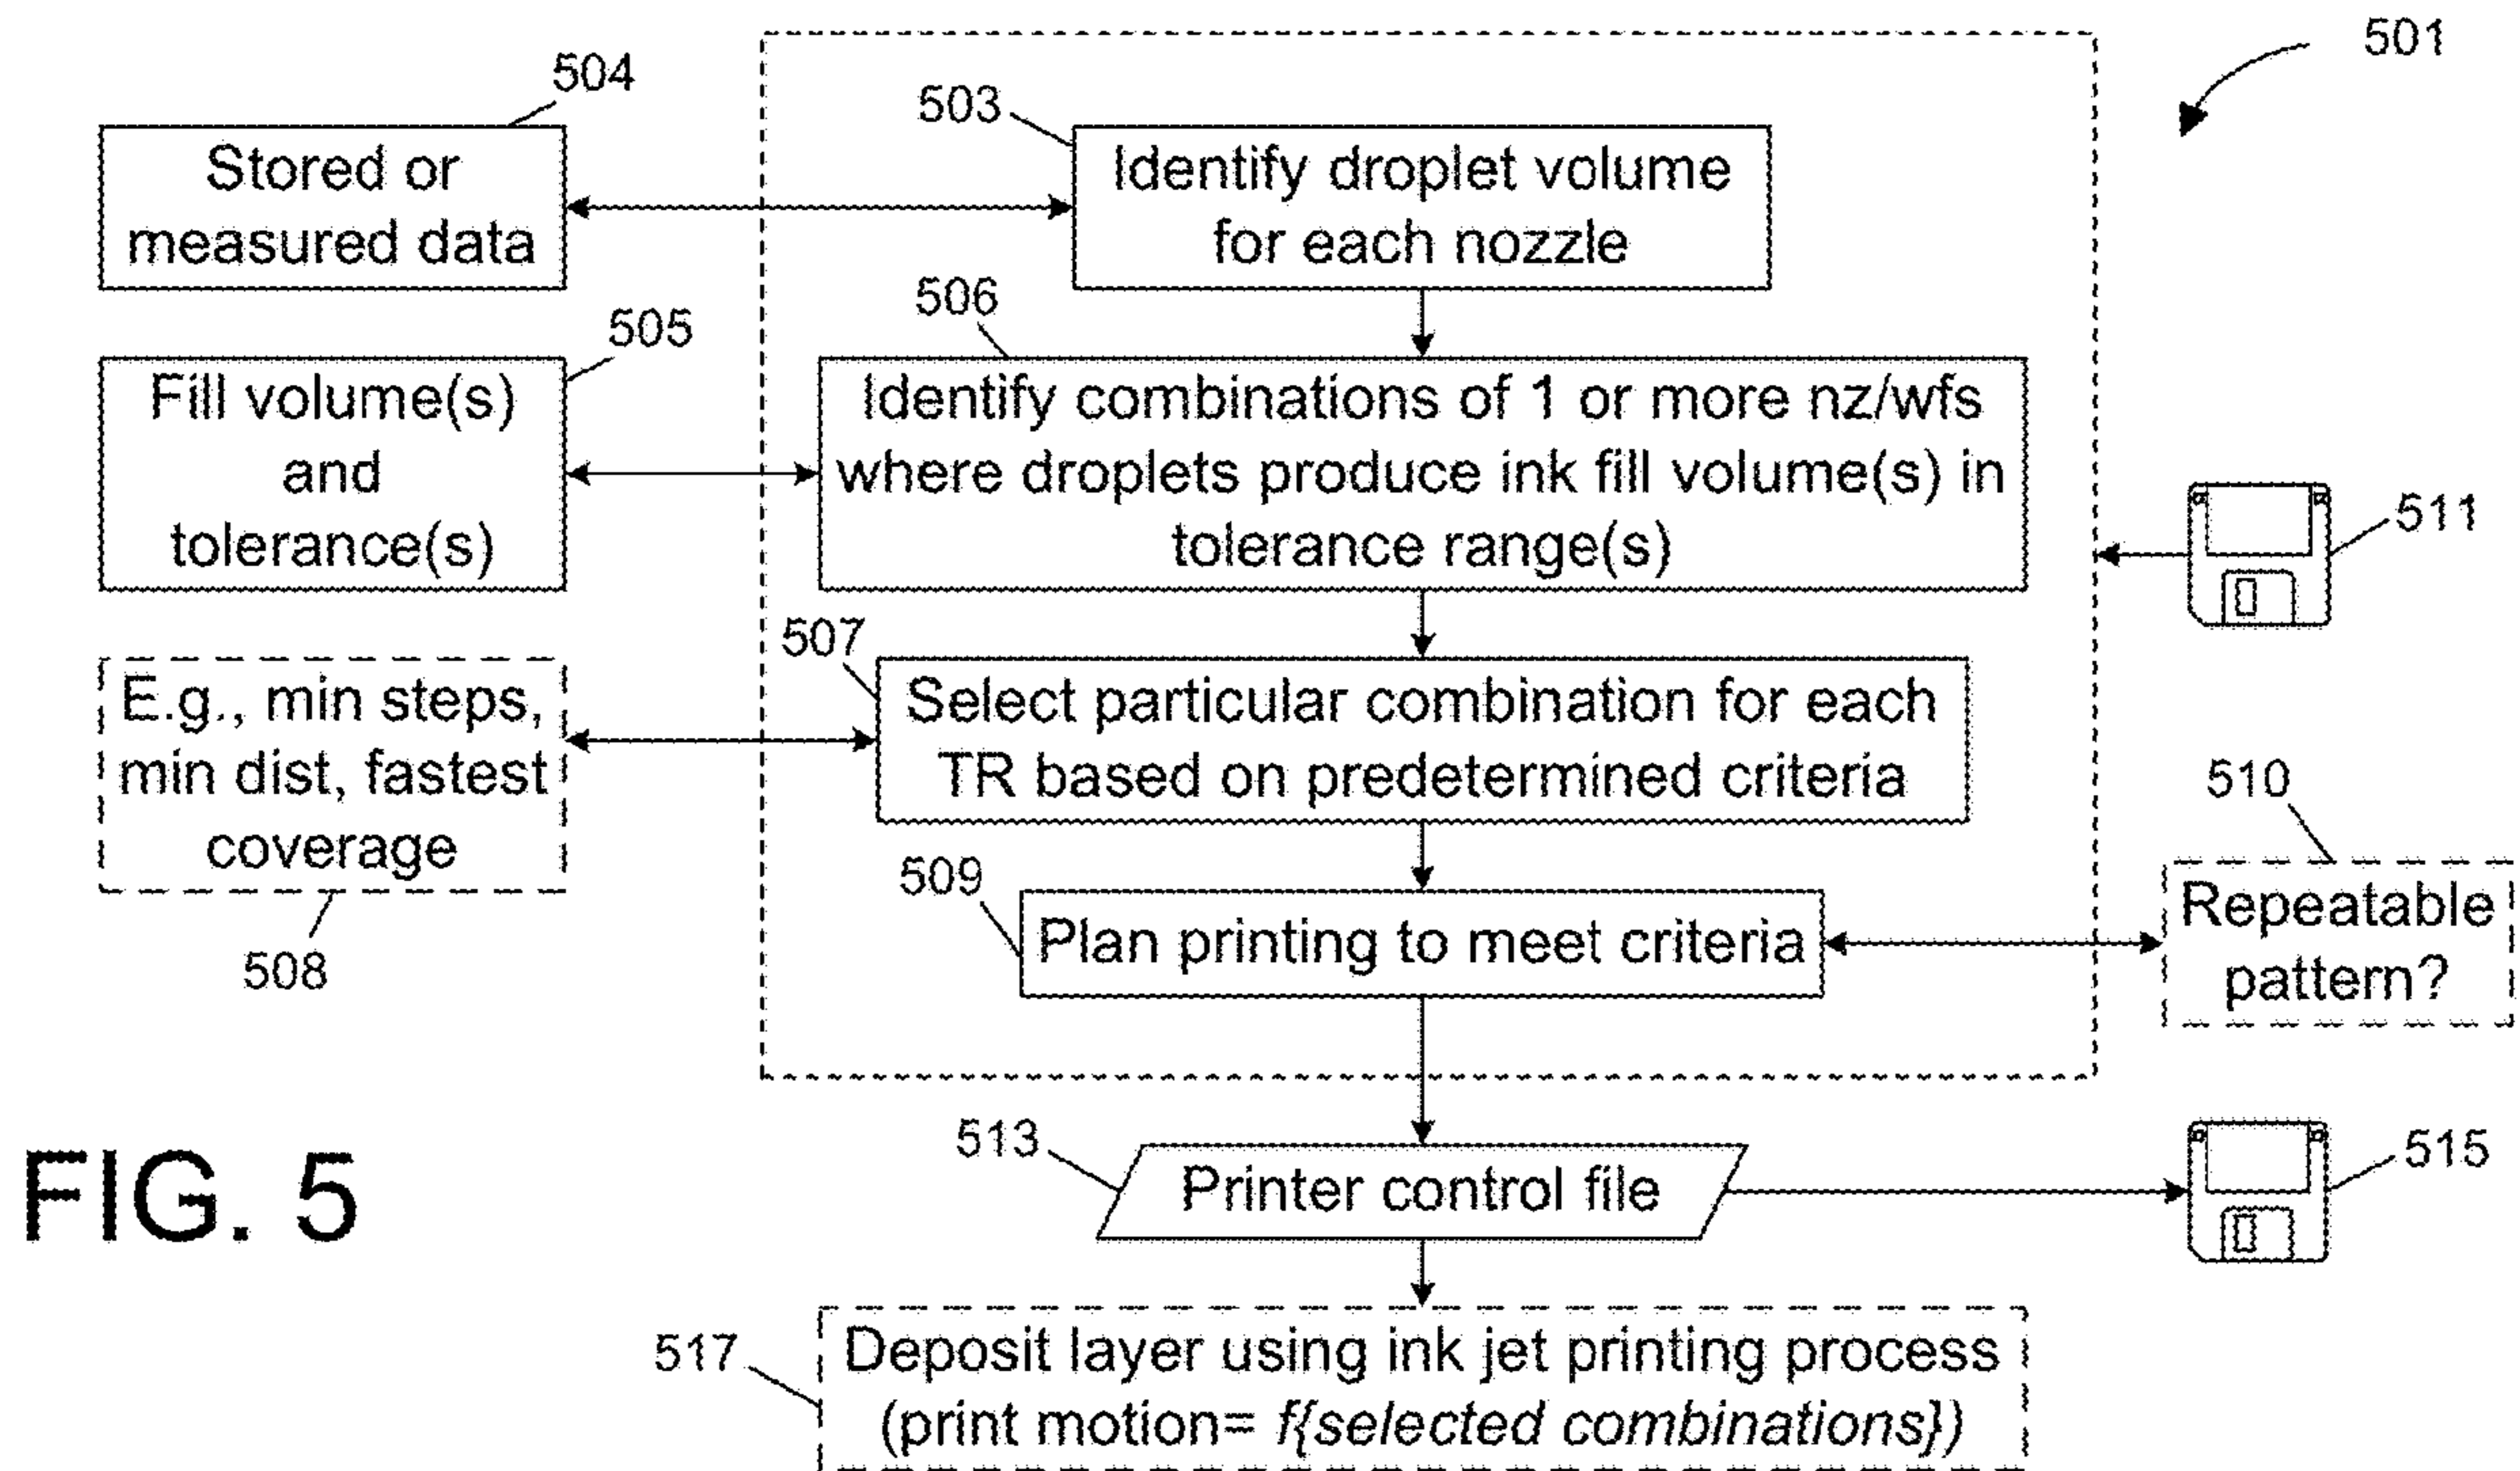 501
504
503
Stored or
measured data
Identify droplet volume
for each nozzle
506
505
Fill volume(s)
and
tolerance(s)
Identify combinations of 1 or more nz/wfs
where droplets produce ink fill volume(s) in
tolerance range(s)
511
507
E.g., min steps,
min dist, fastest
coverage
508
Select particular combination for each
TR based on predetermined criteria
510
509
Plan printing to meet criteria
Repeatable
pattern?
513
Printer control file
515
FIG. 5
517
Deposit layer using ink jet printing process
(print motion= f{selected combinations})